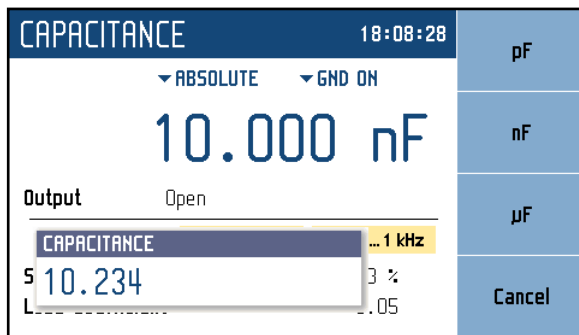 CAPACITANCE 18:08:28
ABSOLUTE GND ON
10.000 nF
Output Open
...1 kHz
CAPACITANCE
10.234
3 %
.05
pF
nF
µF
Cancel